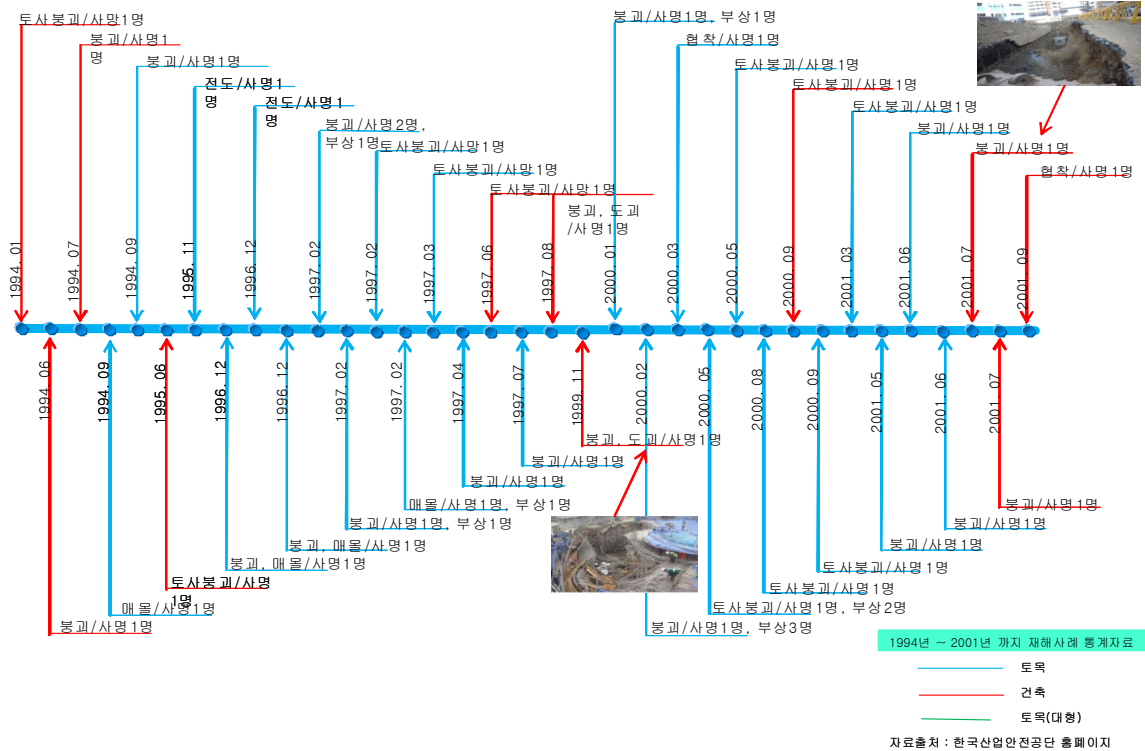 토사붕괴/사망1명
붕괴/사명1
명
붕괴/사명1명
전도/사명1
명
전도/사명1
명
붕괴/사명2명,
부상1명
토사붕괴/사망1명
토사붕괴/사망1명
토사붕괴/사망1명
붕괴, 도괴
/사명1명
붕괴/사명1명, 부상1명
협착/사명1명
토사붕괴/사명1명
토사붕괴/사명1명
토사붕괴/사명1명
붕괴/사명1명
붕괴/사명1명
협착/사명1명
1994. 01
1994. 07
1994. 09
1995. 11
1996. 12
1997. 02
1997. 02
1997. 03
1997. 06
1997. 08
2000. 01
2000. 03
2000. 05
2000. 09
2001. 03
2001. 06
2001. 07
2001. 09
1994. 06
1994. 09
1995. 06
1996. 12
1996. 12
1997. 02
1997. 02
1997. 04
1997. 07
1999. 11
2000. 02
2000. 05
2000. 08
2000. 09
2001. 05
2001. 06
2001. 07
붕괴, 도괴/사명1명
붕괴/사명1명
붕괴/사명1명
매몰/사명1명, 부상1명
붕괴/사명1명, 부상1명
붕괴, 매몰/사명1명
붕괴, 매몰/사명1명
토사붕괴/사명
1명
매몰/사명1명
붕괴/사명1명
붕괴/사명1명
붕괴/사명1명
붕괴/사명1명
토사붕괴/사명1명
토사붕괴/사명1명
토사붕괴/사명1명, 부상2명
붕괴/사명1명, 부상3명
1994년 ~ 2001년 까지 재해사례 통계자료
토목
건축
토목(대형)
자료출처 : 한국산업안전공단 홈페이지